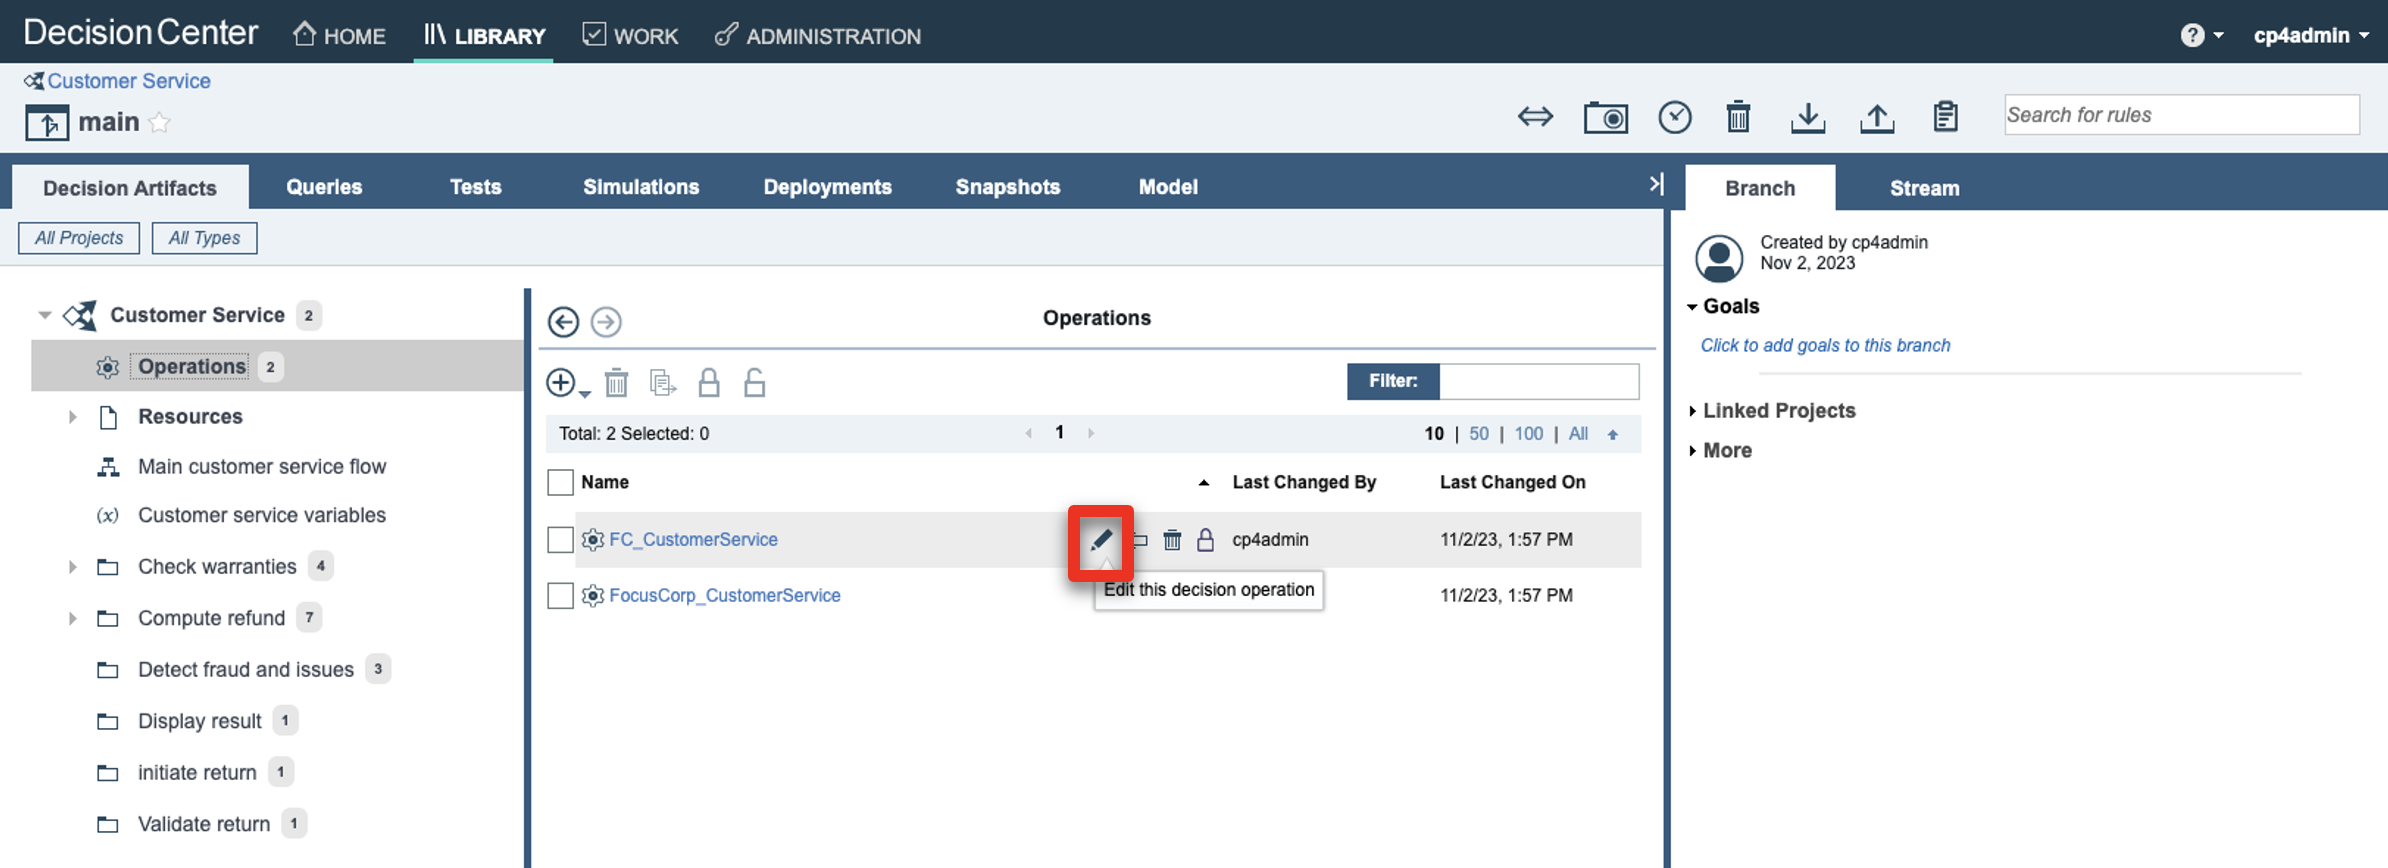 Decision Center HOME LIBRARY WORK ADMINISTRATION ? cp4admin
Customer Service
main
Search for rules
Decision Artifacts Queries Tests Simulations Deployments Snapshots Model
Branch Stream
All Projects All Types
Created by cp4admin
Nov 2, 2023
Goals
Click to add goals to this branch
Linked Projects
More
Customer Service 2
Operations 2
Resources
Main customer service flow
(x) Customer service variables
Check warranties 4
Compute refund 7
Detect fraud and issues 3
Display result 1
initiate return 1
Validate return 1
Operations
Filter:
Total: 2 Selected: 0 1 10 | 50 | 100 | All
Name Last Changed By Last Changed On
FC_CustomerService cp4admin 11/2/23, 1:57 PM
Edit this decision operation
FocusCorp_CustomerService 11/2/23, 1:57 PM